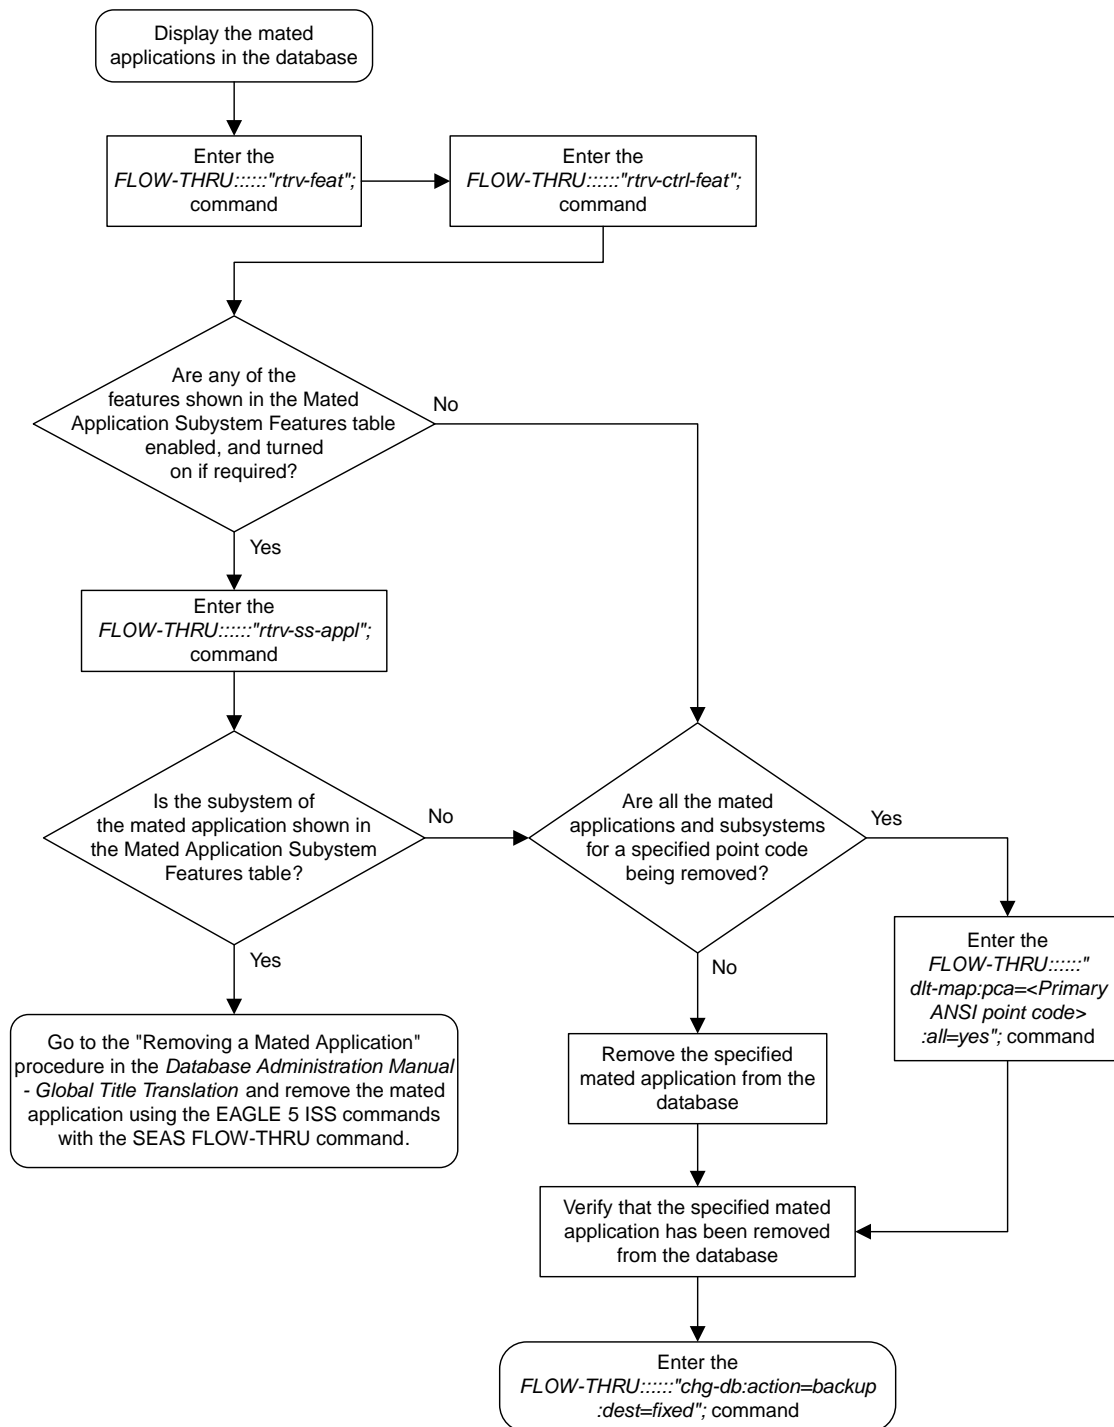 Display the mated
applications in the database
Enter the
FLOW-THRU::::::"rtrv-feat";
command
Enter the
FLOW-THRU::::::"rtrv-ctrl-feat";
command
Are any of the
features shown in the Mated
Application Subystem Features table
enabled, and turned
on if required?
No
Yes
Enter the
FLOW-THRU::::::"rtrv-ss-appl";
command
Is the subystem of
the mated application shown in
the Mated Application Subystem
Features table?
No
Yes
Are all the mated
applications and subsystems
for a specified point code
being removed?
Yes
No
Enter the
FLOW-THRU::::::"
dlt-map:pca=<Primary
ANSI point code>
:all=yes"; command
Go to the "Removing a Mated Application"
procedure in the Database Administration Manual
- Global Title Translation and remove the mated
application using the EAGLE 5 ISS commands
with the SEAS FLOW-THRU command.
Remove the specified
mated application from the
database
Verify that the specified mated
application has been removed
from the database
Enter the
FLOW-THRU::::::"chg-db:action=backup
:dest=fixed"; command